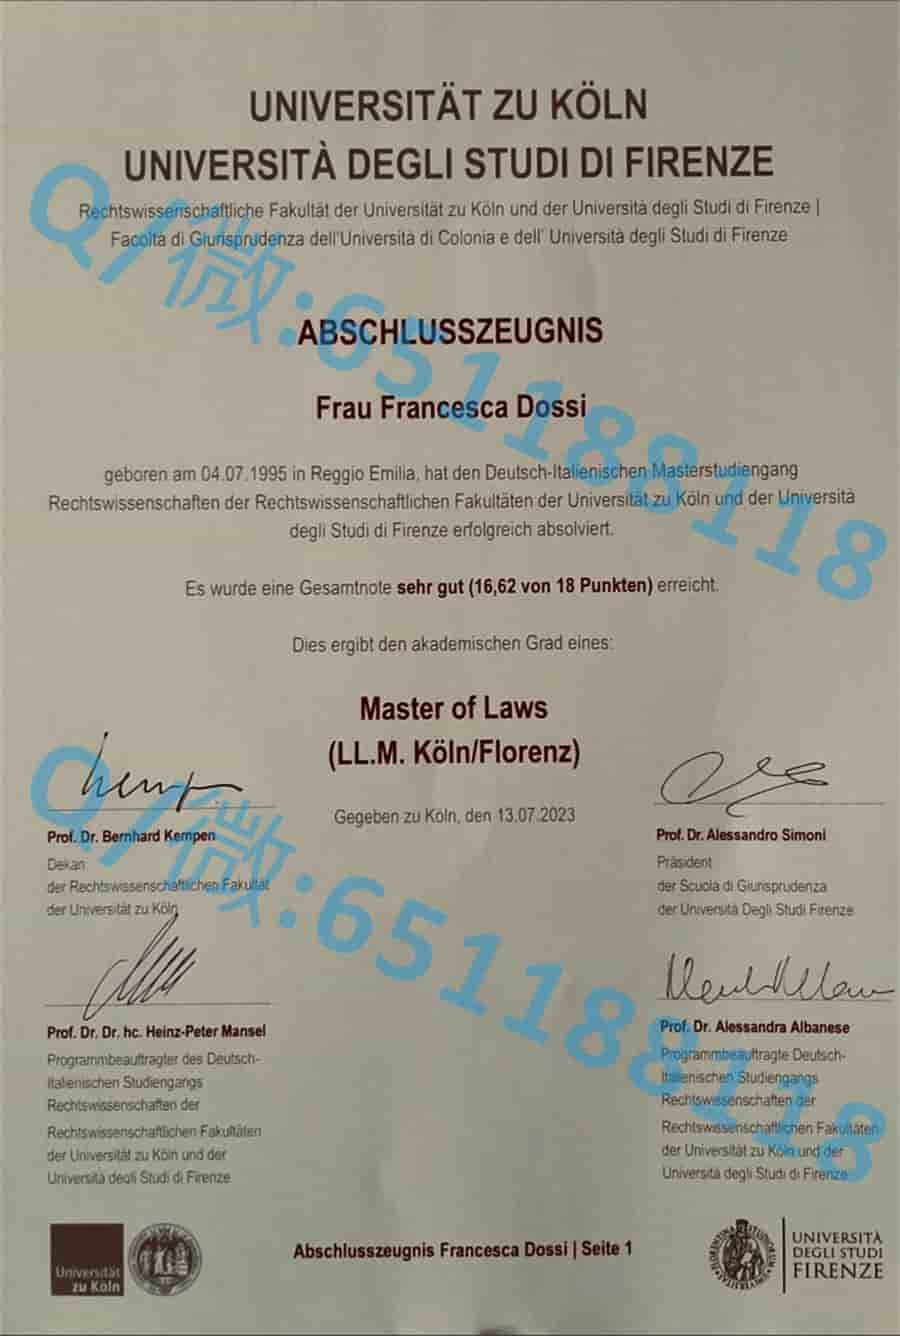 UNIVERSITÄT ZU KÖLN
UNIVERSITÀ DEGLI STUDI DI FIRENZE
Rechtswissenschaftliche Fakultät der Universität zu Köln und der Università degli Studi di Firenze |
Facoltà di Giurisprudenza dell'Università di Colonia e dell' Università degli Studi di Firenze
Q/微:651188118
ABSCHLUSSZEUGNIS
Frau Francesca Dossi
geboren am 04.07.1995 in Reggio Emilia, hat den Deutsch-Italienischen Masterstudiengang
Rechtswissenschaften der Rechtswissenschaftlichen Fakultäten der Universität zu Köln und der Università
degli Studi di Firenze erfolgreich absolviert.
Es wurde eine Gesamtnote sehr gut (16,62 von 18 Punkten) erreicht.
Dies ergibt den akademischen Grad eines:
Master of Laws
(LL.M. Köln/Florenz)
Gegeben zu Köln, den 13.07.2023
Q/微:651188118
Prof. Dr. Bernhard Kempen
Dekan
der Rechtswissenschaftlichen Fakultät
der Universität zu Köln
Prof. Dr. Alessandro Simoni
Präsident
der Scuola di Giurisprudenza
der Università Degli Studi Firenze
Prof. Dr. Dr. hc. Heinz-Peter Mansel
Programmbeauftragter des Deutsch-
Italienischen Studiengangs
Rechtswissenschaften der
Rechtswissenschaftlichen Fakultäten
der Universität zu Köln und der
Università degli Studi di Firenze
Prof. Dr. Alessandra Albanese
Programmbeauftragte Deutsch-
Italienischen Studiengangs
Rechtswissenschaften der
Rechtswissenschaftlichen Fakultäten
der Universität zu Köln und der
Università degli Studi di Firenze
Universität
zu Köln
Abschlusszeugnis Francesca Dossi | Seite 1
UNIVERSITÀ
DEGLI STUDI
FIRENZE